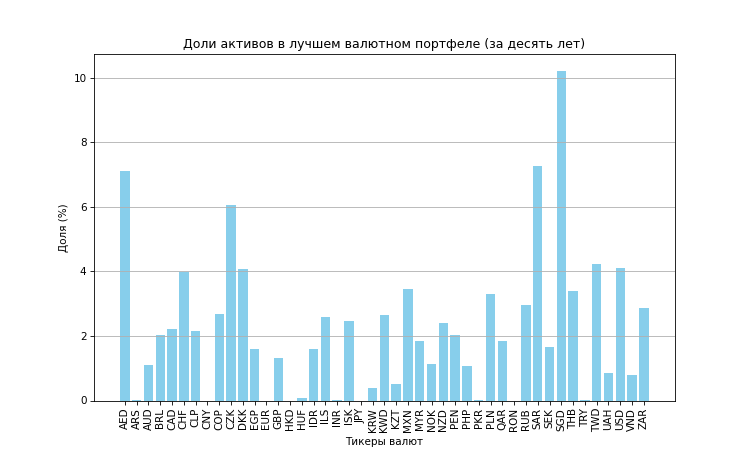 Доли активов в лучшем валютном портфеле (за десять лет)
Доля (%)
10
8
6
4
2
0
AED ARS AUD BRL CAD CHF CLP CNY COP CZK DKK EGP EUR GBP HKD HUF IDR ILS INR ISK JPY KRW KWD KZT MXN MYR NOK NZD PEN PHP PKR PLN QAR RON RUB SAR SEK SGD THB TRY TWD UAH USD VND ZAR
Тикеры валют